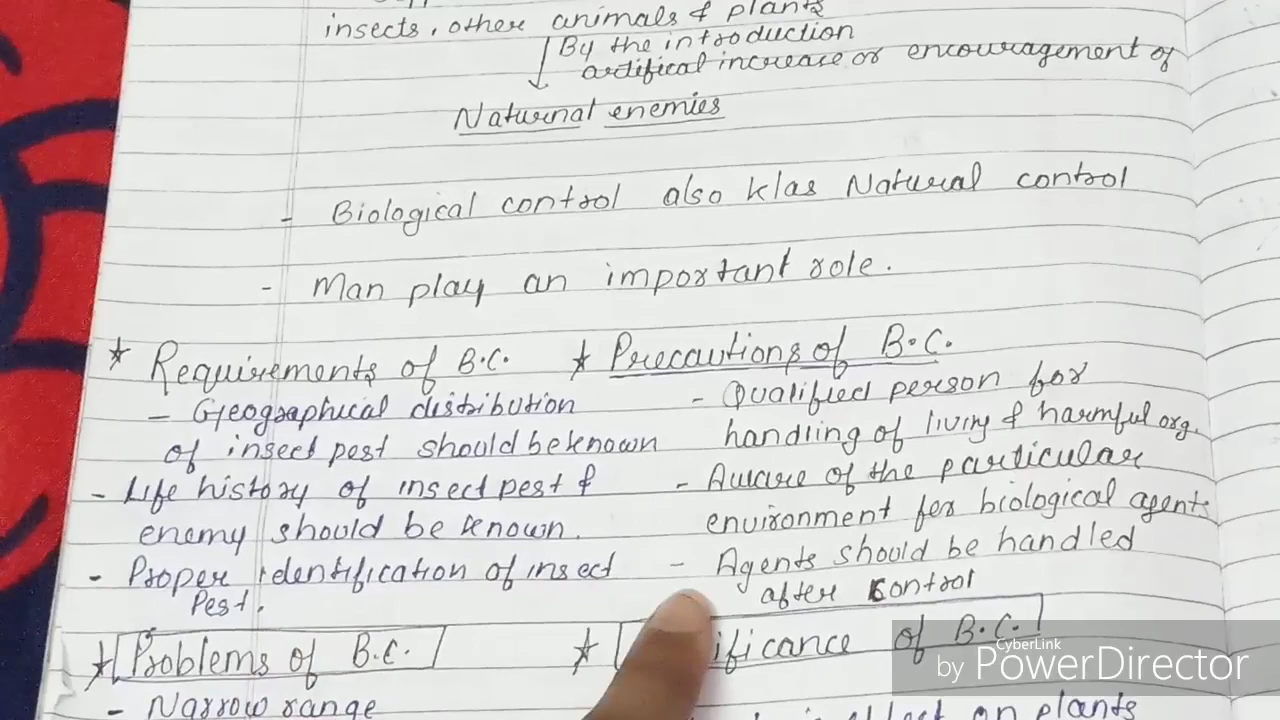 insects, other animals & plants
By the introduction
artifical increase or encouragement of
Naturnal enemies
- Biological control also klas Natural control
- Man play an important role.
* Requirements of B.C.
- Geographical distribution
of insect pest should be known
- Life history of insect pest &
enemy should be known.
- Proper identification of insect
Pest.
* Precautions of B.C.
- Qualified person for
handling of living & harmful org.
- Aware of the particular
environment for biological agents
- Agents should be handled
after control
* Problems of B.C.
- Narrow range
* ificance of B.C.
effect on plants
CyberLink
by PowerDirector